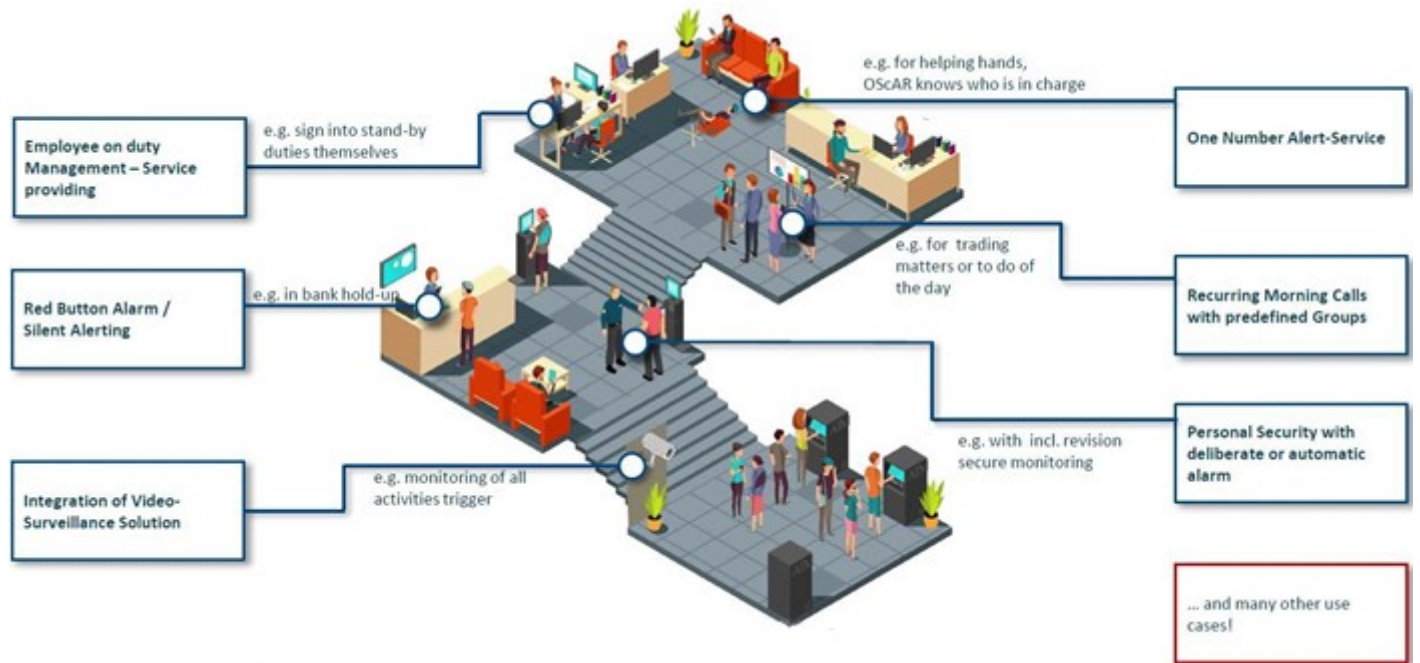 e.g. for helping hands,
OScAR knows who is in charge
Employee on duty
Management – Service
providing
e.g. sign into stand-by
duties themselves
One Number Alert-Service
Red Button Alarm /
Silent Alerting
e.g. in bank hold-up
e.g. for trading
matters or to do of
the day
Recurring Morning Calls
with predefined Groups
Integration of Video-
Surveillance Solution
e.g. monitoring of all
activities trigger
e.g. with incl. revision
secure monitoring
Personal Security with
deliberate or automatic
alarm
... and many other use
cases!